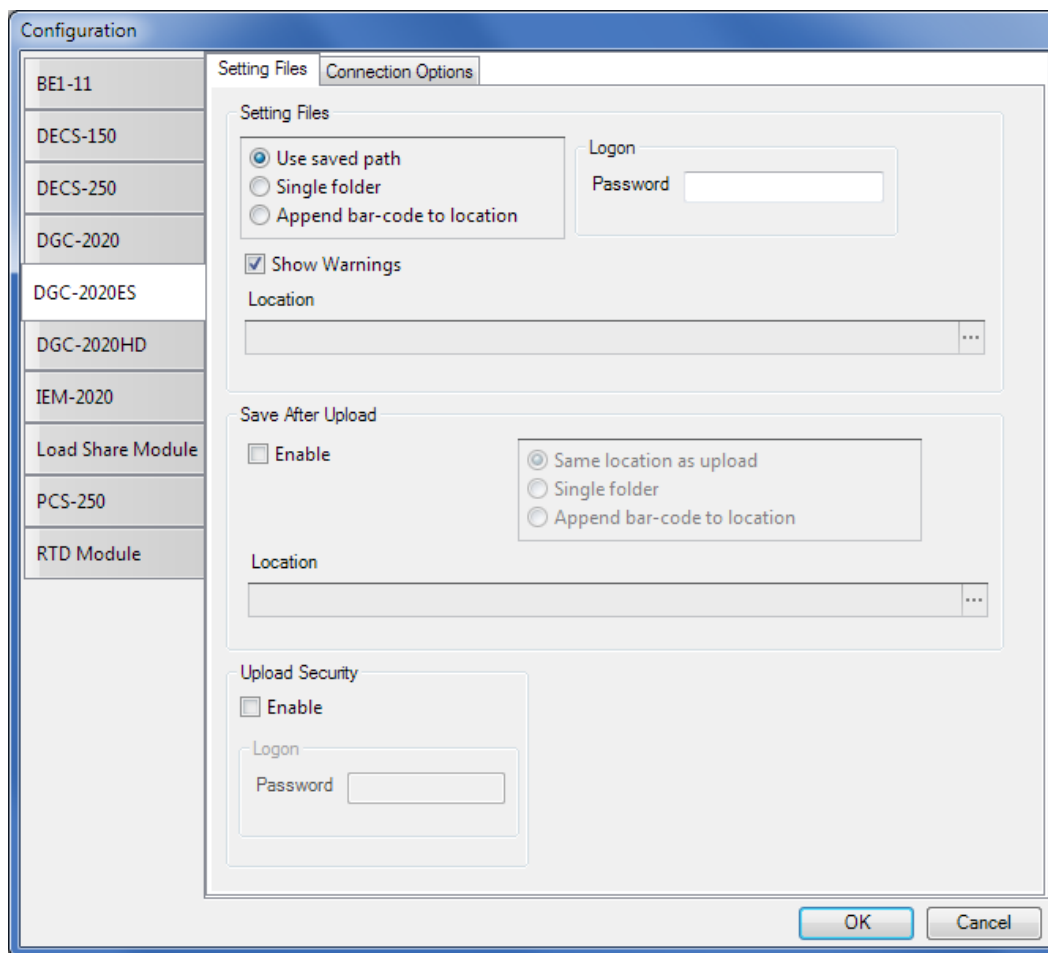 Configuration
BE1-11
DECS-150
DECS-250
DGC-2020
DGC-2020ES
DGC-2020HD
IEM-2020
Load Share Module
PCS-250
RTD Module
Setting Files
Connection Options
Setting Files
Use saved path
Single folder
Append bar-code to location
Logon
Password
Show Warnings
Location
...
Save After Upload
Enable
Same location as upload
Single folder
Append bar-code to location
Location
...
Upload Security
Enable
Logon
Password
OK
Cancel